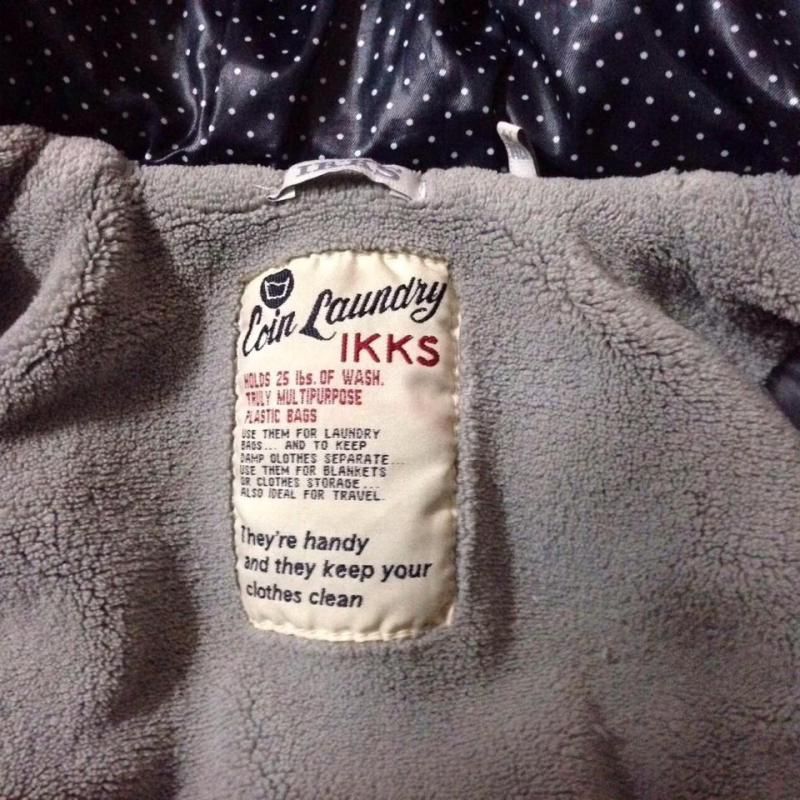 IKKS
Coin Laundry
IKKS
HOLDS 25 lbs. OF WASH.
TRULY MULTIPURPOSE
PLASTIC BAGS
USE THEM FOR LAUNDRY
BAGS... AND TO KEEP
DAMP CLOTHES SEPARATE...
USE THEM FOR BLANKETS
OR CLOTHES STORAGE...
ALSO IDEAL FOR TRAVEL.
They're handy
and they keep your
clothes clean